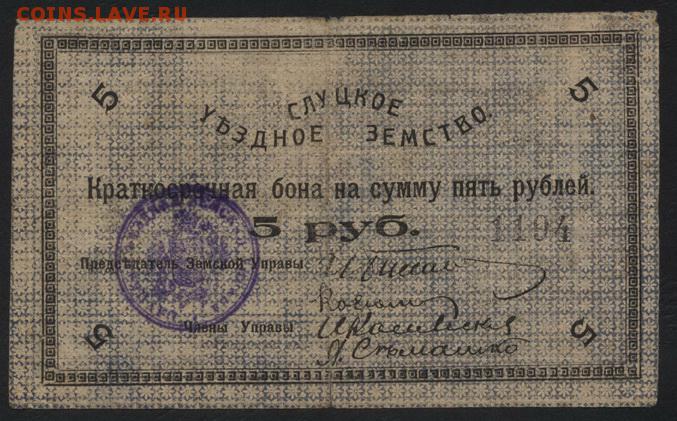 COINS.LAVE.RU
5 5
СЛУЦКОЕ
УѢЗДНОЕ ЗЕМСТВО.
Краткосрочная бона на сумму пять рублей.
5 руб. 1194
Предсѣдатель Земской Управы
Члены Управы
5 5